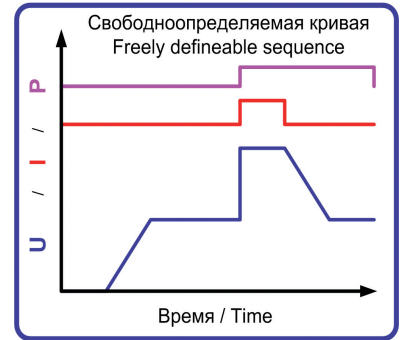 Свободноопределяемая кривая
Freely defineable sequence
U / I / P
Время / Time